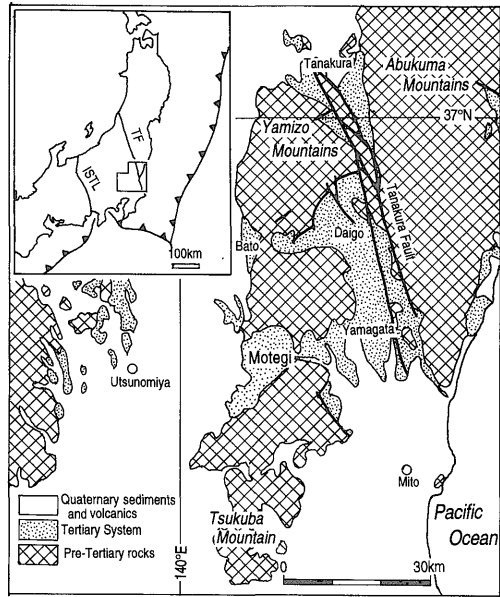 TF
ISTL
100km
Tanakura
Abukuma
Mountains
37°N
Yamizo
Mountains
Tanakura Fault
Daigo
Bato
Yamagata
Motegi
Utsunomiya
Mito
Quaternary sediments
and volcanics
Tertiary System
Pre-Tertiary rocks
140°E
Tsukuba
Mountain
Pacific
Ocean
0 30km